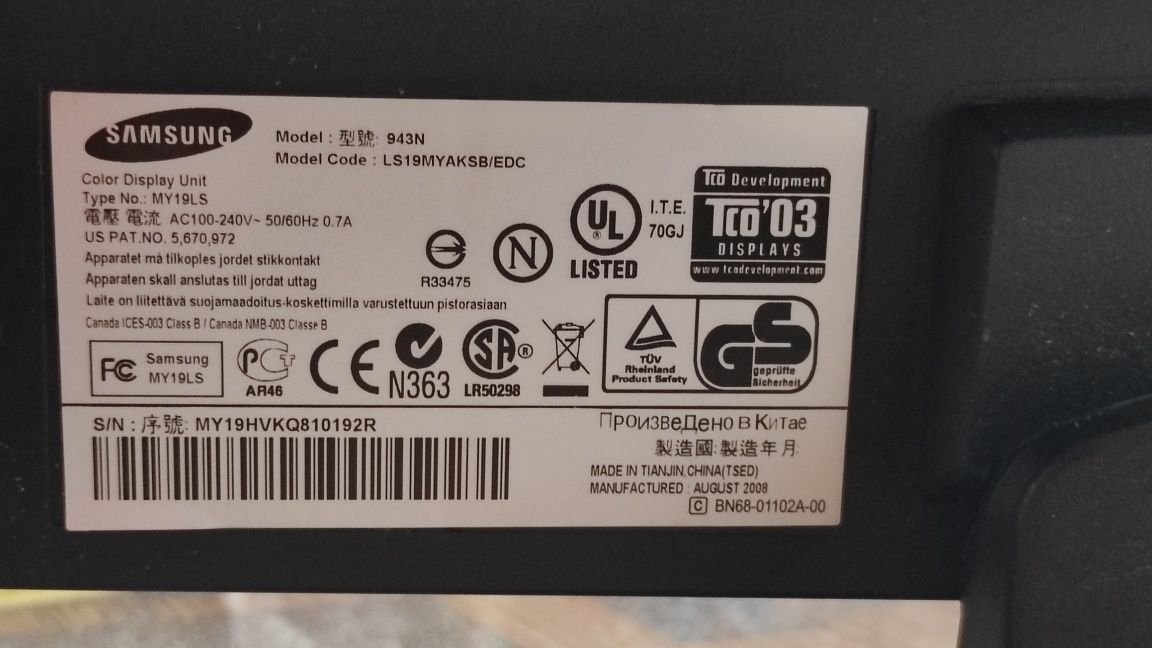 SAMSUNG
Model : 型號: 943N
Model Code : LS19MYAKSB/EDC
Color Display Unit
Type No.: MY19LS
電壓 電流 AC100-240V~ 50/60Hz 0.7A
US PAT.NO. 5,670,972
Apparatet må tilkoples jordet stikkontakt
Apparaten skall anslutas till jordat uttag
Laite on liitettävä suojamaadoitus-koskettimilla varustettuun pistorasiaan
Canada ICES-003 Class B / Canada NMB-003 Classe B
R33475
N
UL
®
LISTED
I.T.E.
70GJ
TCO Development
TCO'03
DISPLAYS
www.tcodevelopment.com
FC Samsung
MY19LS
PCT
AR46
CE
N363
SA®
LR50298
TÜV
Rheinland
Product Safety
GS
geprüfte
Sicherheit
S/N : 序號: MY19HVKQ810192R
Произведено в Китае
製造國:製造年月
MADE IN TIANJIN,CHINA(TSED)
MANUFACTURED : AUGUST 2008
C BN68-01102A-00